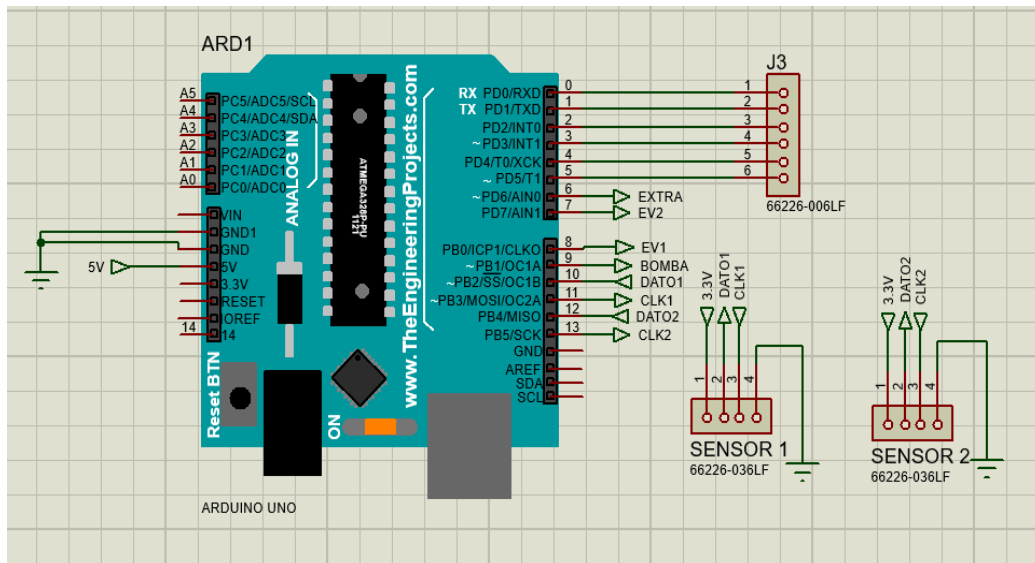 ARD1
A5
A4
A3
A2
A1
A0
PC5/ADC5/SCL
PC4/ADC4/SDA
PC3/ADC3
PC2/ADC2
PC1/ADC1
PC0/ADC0
ANALOG IN
VIN
GND1
GND
5V
3.3V
RESET
IOREF
14
14
5V
Reset BTN
ON
ATMEGA328P-PU
1121
www.TheEngineeringProjects.com
RX PD0/RXD 0
TX PD1/TXD 1
PD2/INT0 2
~PD3/INT1 3
PD4/T0/XCK 4
~PD5/T1 5
~PD6/AIN0 6 EXTRA
PD7/AIN1 7 EV2
PB0/ICP1/CLKO 8 EV1
~PB1/OC1A 9 BOMBA
~PB2/SS/OC1B 10 DATO1
~PB3/MOSI/OC2A 11 CLK1
PB4/MISO 12 DATO2
PB5/SCK 13 CLK2
GND
AREF
SDA
SCL
ARDUINO UNO
J3
1
2
3
4
5
6
66226-006LF
3.3V
DATO1
CLK1
1 2 3 4
SENSOR 1
66226-036LF
3.3V
DATO2
CLK2
1 2 3 4
SENSOR 2
66226-036LF